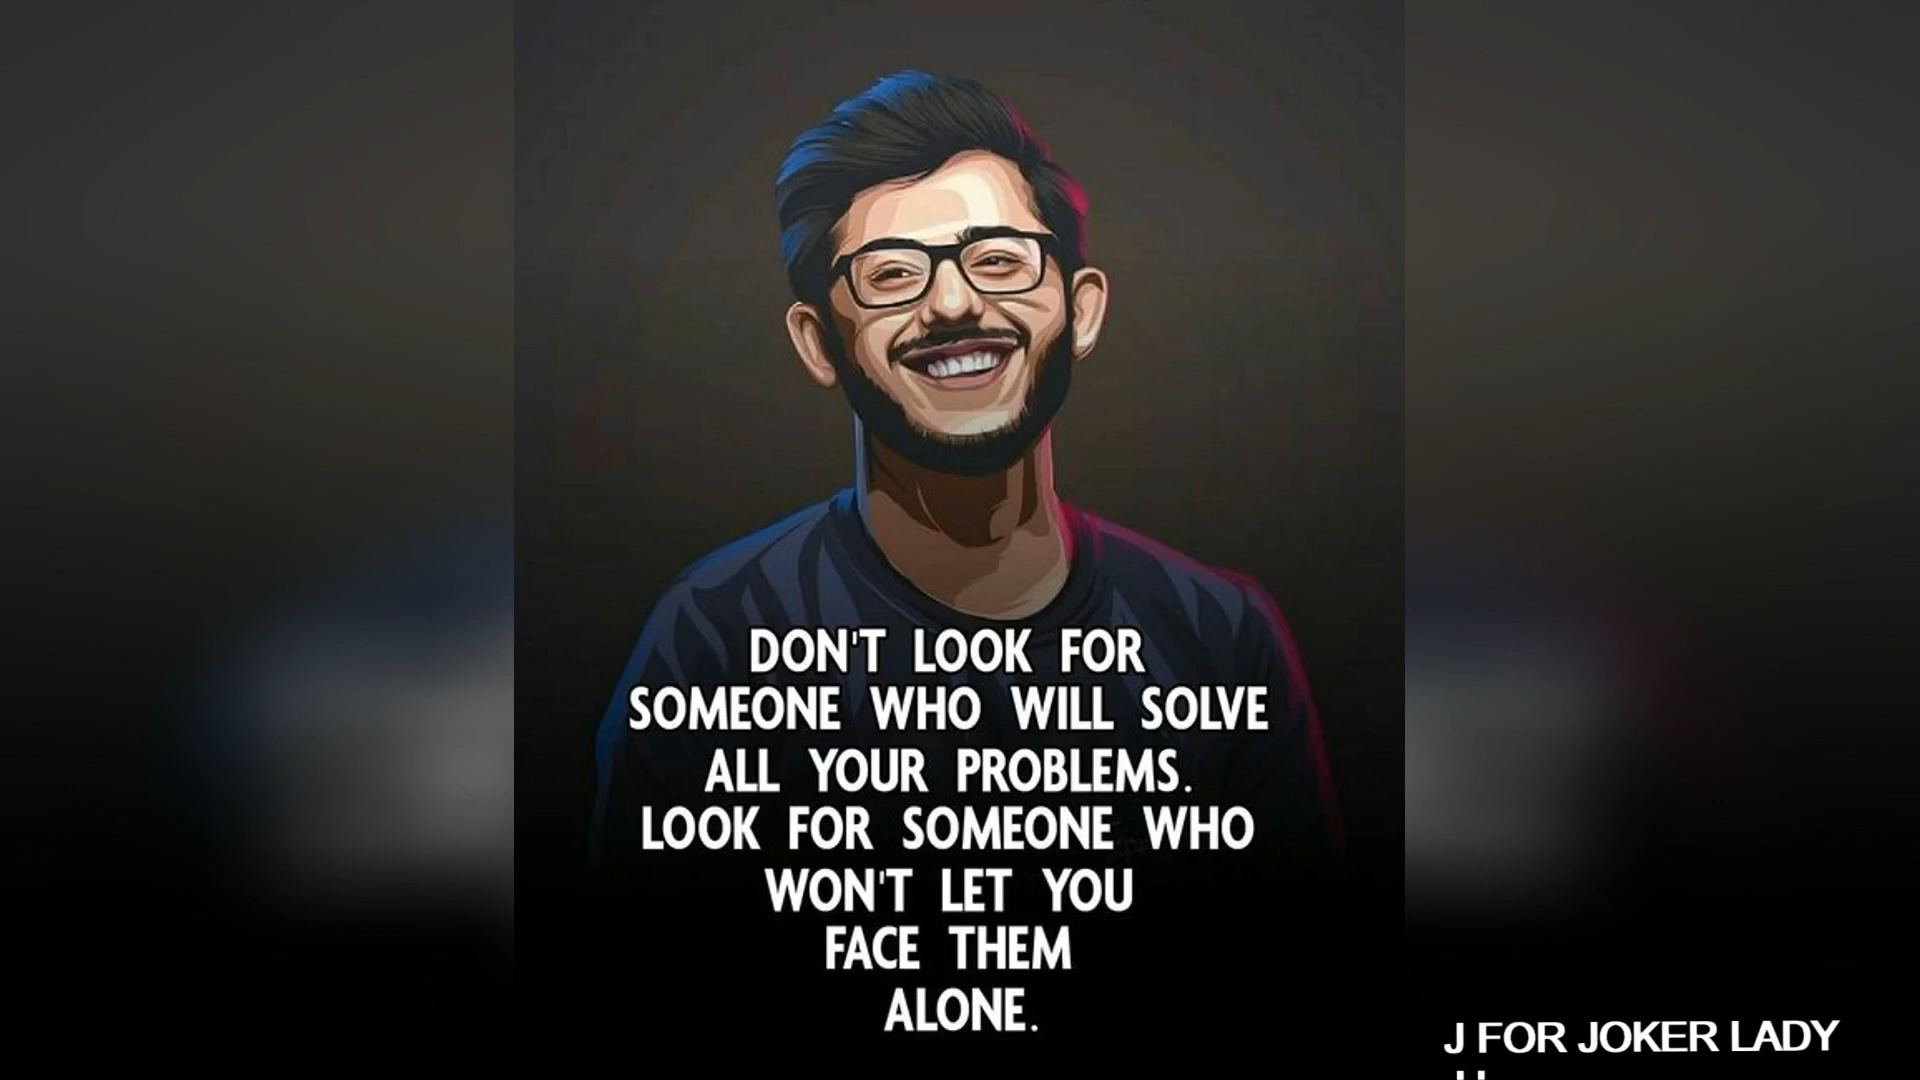 DON'T LOOK FOR
SOMEONE WHO WILL SOLVE
ALL YOUR PROBLEMS.
LOOK FOR SOMEONE WHO
WON'T LET YOU
FACE THEM
ALONE.
J FOR JOKER LADY